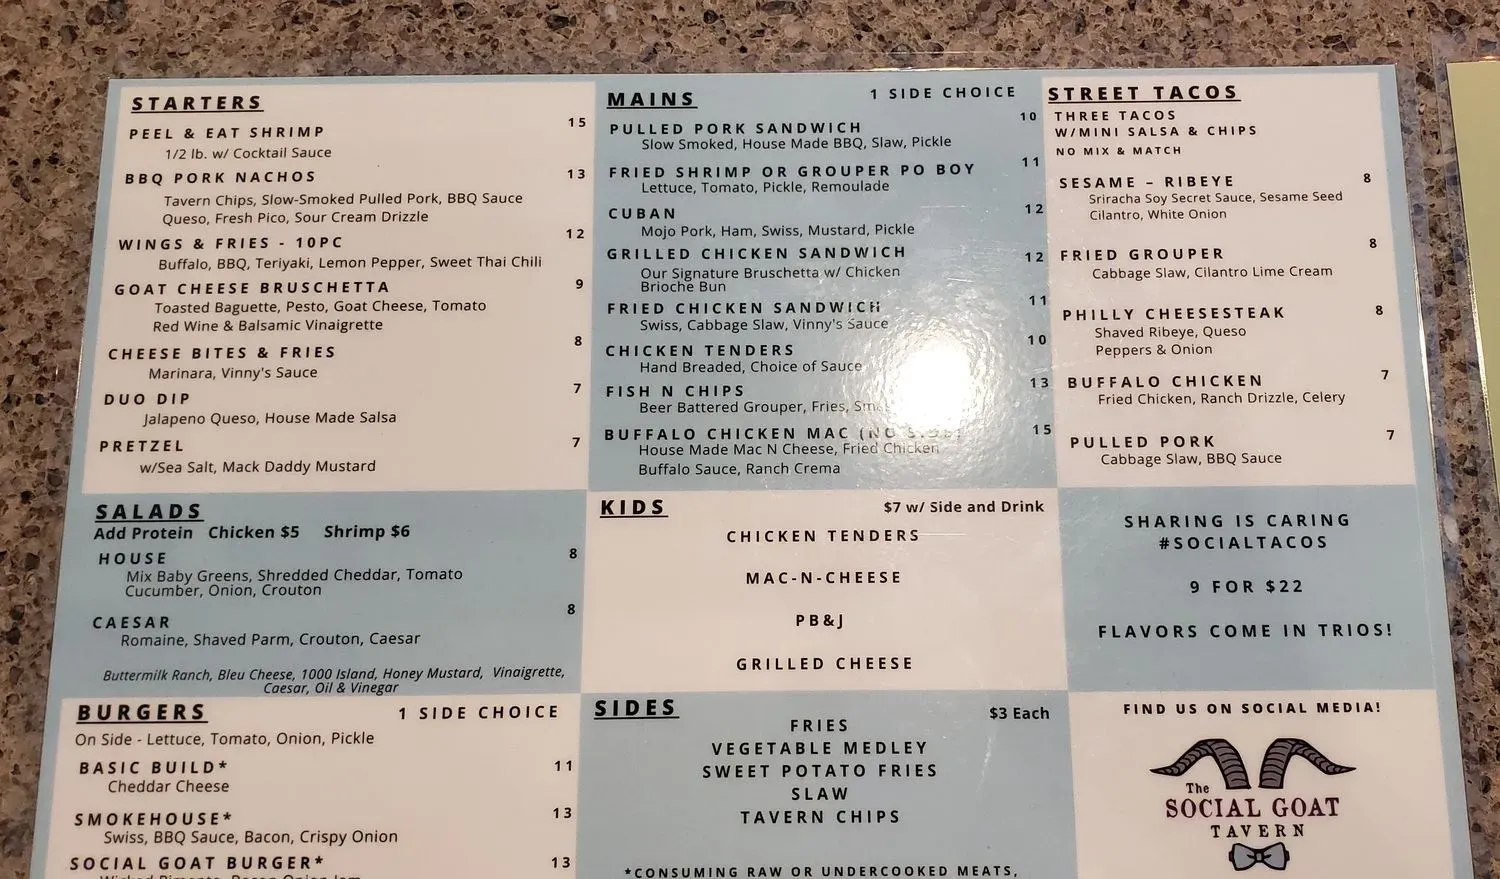 STARTERS
PEEL & EAT SHRIMP 15
1/2 lb. w/ Cocktail Sauce
BBQ PORK NACHOS 13
Tavern Chips, Slow-Smoked Pulled Pork, BBQ Sauce
Queso, Fresh Pico, Sour Cream Drizzle
WINGS & FRIES - 10PC 12
Buffalo, BBQ, Teriyaki, Lemon Pepper, Sweet Thai Chili
GOAT CHEESE BRUSCHETTA 9
Toasted Baguette, Pesto, Goat Cheese, Tomato
Red Wine & Balsamic Vinaigrette
CHEESE BITES & FRIES 8
Marinara, Vinny's Sauce
DUO DIP 7
Jalapeno Queso, House Made Salsa
PRETZEL 7
w/Sea Salt, Mack Daddy Mustard
SALADS
Add Protein Chicken $5 Shrimp $6
HOUSE 8
Mix Baby Greens, Shredded Cheddar, Tomato
Cucumber, Onion, Crouton
CAESAR 8
Romaine, Shaved Parm, Crouton, Caesar
Buttermilk Ranch, Bleu Cheese, 1000 Island, Honey Mustard, Vinaigrette,
Caesar, Oil & Vinegar
BURGERS 1 SIDE CHOICE
On Side - Lettuce, Tomato, Onion, Pickle
BASIC BUILD* 11
Cheddar Cheese
SMOKEHOUSE* 13
Swiss, BBQ Sauce, Bacon, Crispy Onion
SOCIAL GOAT BURGER* 13
MAINS 1 SIDE CHOICE
PULLED PORK SANDWICH 10
Slow Smoked, House Made BBQ, Slaw, Pickle
FRIED SHRIMP OR GROUPER PO BOY 11
Lettuce, Tomato, Pickle, Remoulade
CUBAN 12
Mojo Pork, Ham, Swiss, Mustard, Pickle
GRILLED CHICKEN SANDWICH 12
Our Signature Bruschetta w/ Chicken
Brioche Bun
FRIED CHICKEN SANDWICH 11
Swiss, Cabbage Slaw, Vinny's Sauce
CHICKEN TENDERS 10
Hand Breaded, Choice of Sauce
FISH N CHIPS 13
Beer Battered Grouper, Fries,
BUFFALO CHICKEN MAC (NO SIDE) 15
House Made Mac N Cheese, Fried Chicken
Buffalo Sauce, Ranch Crema
KIDS $7 w/ Side and Drink
CHICKEN TENDERS
MAC-N-CHEESE
PB&J
GRILLED CHEESE
SIDES $3 Each
FRIES
VEGETABLE MEDLEY
SWEET POTATO FRIES
SLAW
TAVERN CHIPS
*CONSUMING RAW OR UNDERCOOKED MEATS,
STREET TACOS
THREE TACOS
W/MINI SALSA & CHIPS
NO MIX & MATCH
SESAME – RIBEYE 8
Sriracha Soy Secret Sauce, Sesame Seed
Cilantro, White Onion
FRIED GROUPER 8
Cabbage Slaw, Cilantro Lime Cream
PHILLY CHEESESTEAK 8
Shaved Ribeye, Queso
Peppers & Onion
BUFFALO CHICKEN 7
Fried Chicken, Ranch Drizzle, Celery
PULLED PORK 7
Cabbage Slaw, BBQ Sauce
SHARING IS CARING
#SOCIALTACOS
9 FOR $22
FLAVORS COME IN TRIOS!
FIND US ON SOCIAL MEDIA!
The
SOCIAL GOAT
TAVERN